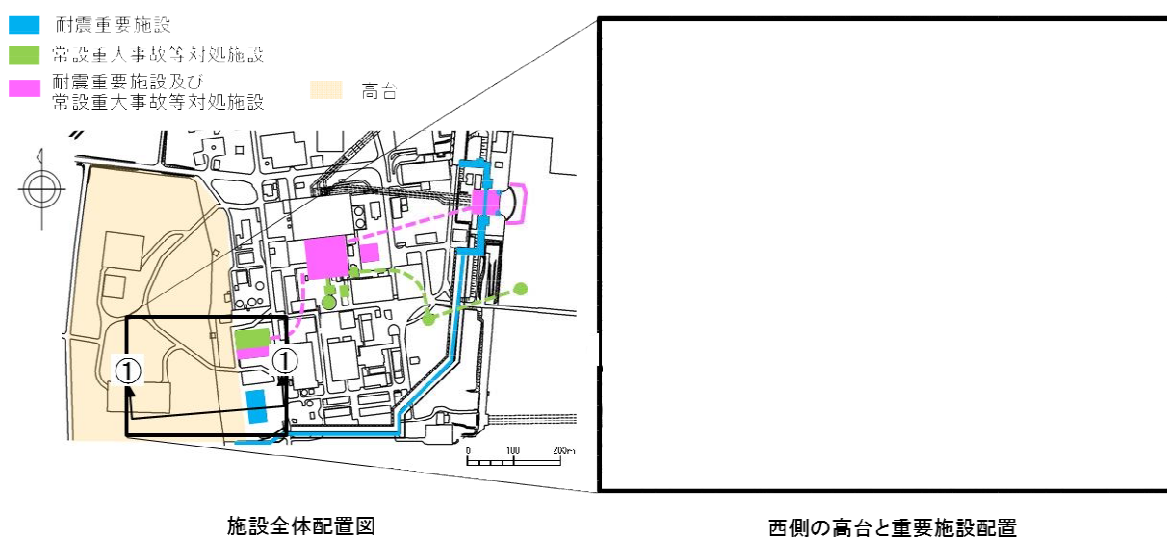 耐震重要施設
常設重大事故等対処施設
耐震重要施設及び
常設重大事故等対処施設
高台
①
①
0 100 200m
施設全体配置図
西側の高台と重要施設配置